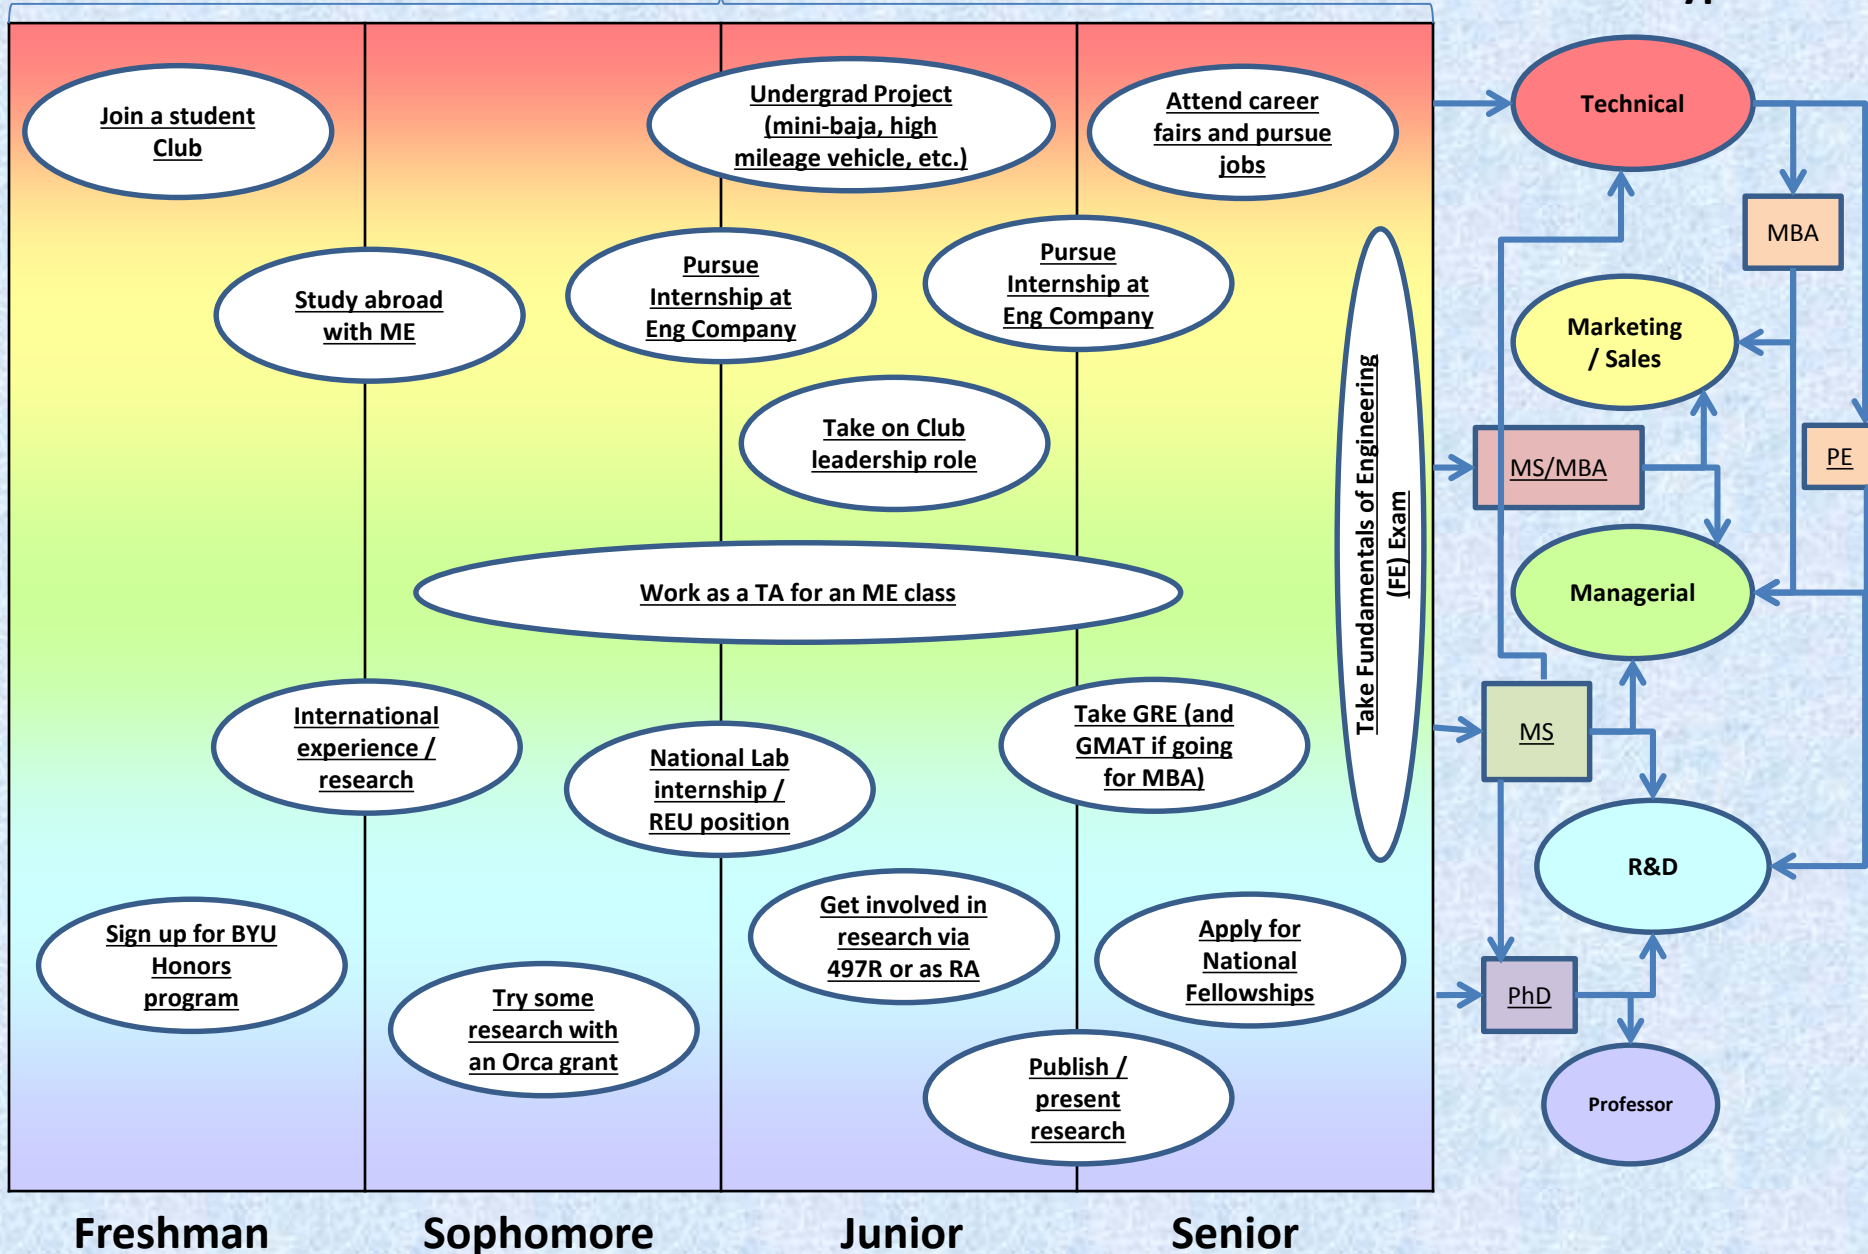 Join a student
Club
Undergrad Project
(mini-baja, high
mileage vehicle, etc.)
Attend career
fairs and pursue
jobs
Study abroad
with ME
Pursue
Internship at
Eng Company
Pursue
Internship at
Eng Company
Take on Club
leadership role
Take Fundamentals of Engineering
(FE) Exam
Work as a TA for an ME class
International
experience /
research
National Lab
internship /
REU position
Take GRE (and
GMAT if going
for MBA)
Sign up for BYU
Honors
program
Try some
research with
an Orca grant
Get involved in
research via
497R or as RA
Apply for
National
Fellowships
Publish /
present
research
Freshman
Sophomore
Junior
Senior
Technical
MBA
Marketing
/ Sales
MS/MBA
PE
Managerial
MS
R&D
PhD
Professor